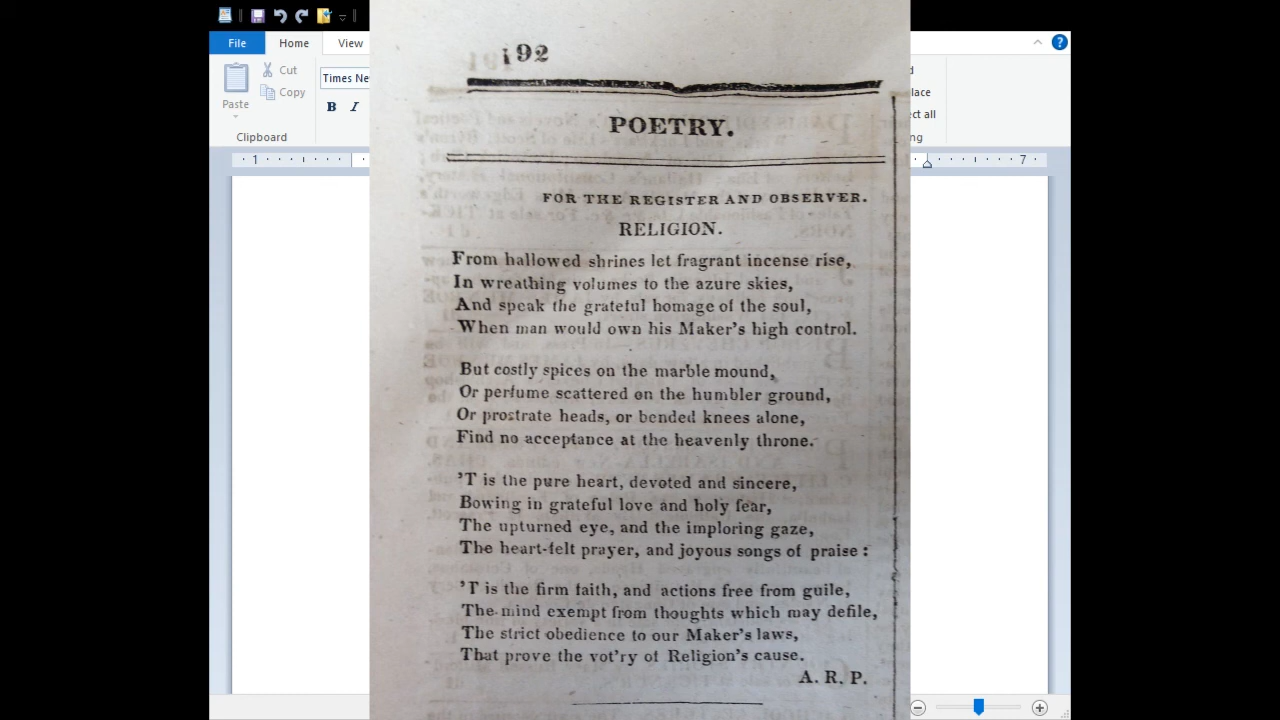 File
Home
View
Paste
Cut
Copy
Times Ne
B I
Clipboard
lace
ct all
ng
1
7
192
POETRY.
FOR THE REGISTER AND OBSERVER.
RELIGION.
From hallowed shrines let fragrant incense rise,
In wreathing volumes to the azure skies,
And speak the grateful homage of the soul,
When man would own his Maker's high control.
But costly spices on the marble mound,
Or perfume scattered on the humbler ground,
Or prostrate heads, or bended knees alone,
Find no acceptance at the heavenly throne.
'T is the pure heart, devoted and sincere,
Bowing in grateful love and holy fear,
The upturned eye, and the imploring gaze,
The heart-felt prayer, and joyous songs of praise:
'T is the firm faith, and actions free from guile,
The mind exempt from thoughts which may defile,
The strict obedience to our Maker's laws,
That prove the vot'ry of Religion's cause.
A. R. P.